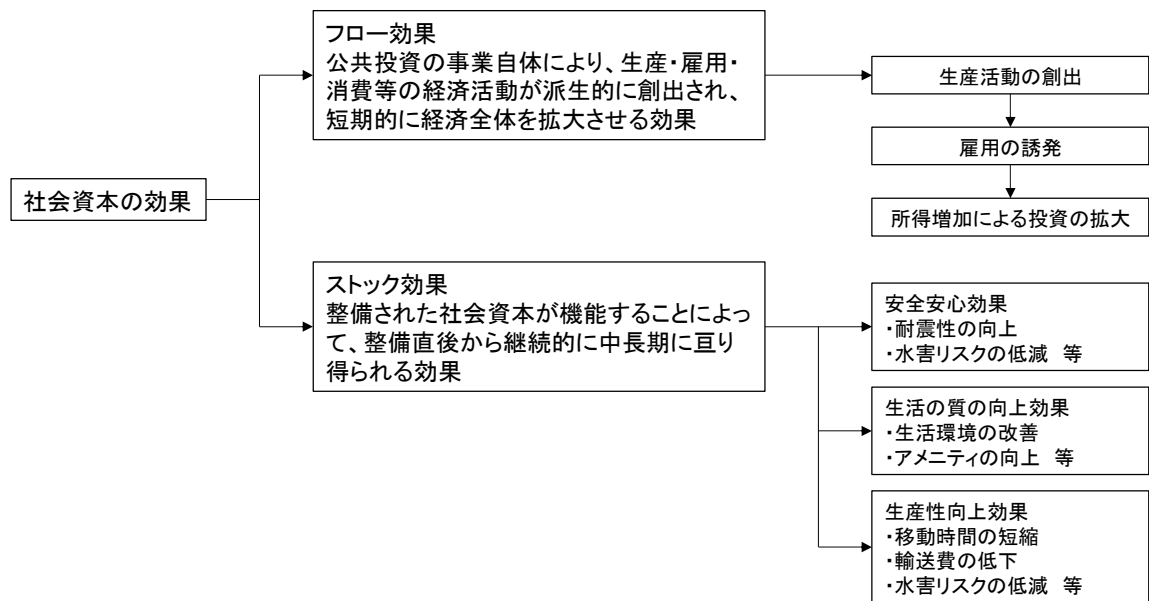 社会資本の効果
フロー効果
公共投資の事業自体により、生産・雇用・
消費等の経済活動が派生的に創出され、
短期的に経済全体を拡大させる効果
生産活動の創出
雇用の誘発
所得増加による投資の拡大
ストック効果
整備された社会資本が機能することによっ
て、整備直後から継続的に中長期に亘り
得られる効果
安全安心効果
・耐震性の向上
・水害リスクの低減 等
生活の質の向上効果
・生活環境の改善
・アメニティの向上 等
生産性向上効果
・移動時間の短縮
・輸送費の低下
・水害リスクの低減 等